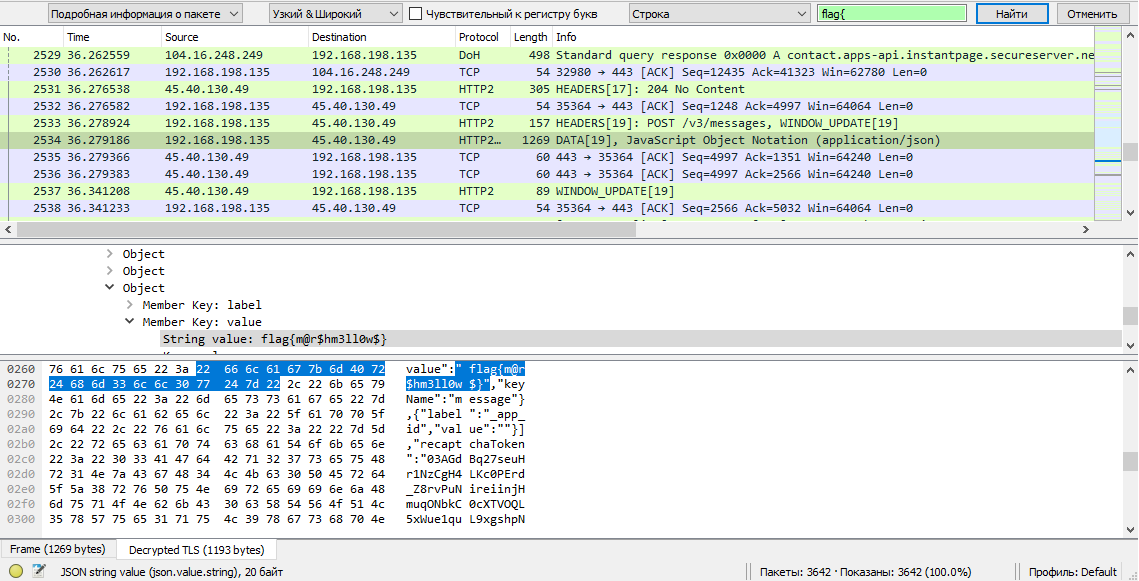 Подробная информация о пакете Узкий & Широкий Чувствительный к регистру букв Строка flag{ Найти Отменить
No. Time Source Destination Protocol Length Info
2529 36.262559 104.16.248.249 192.168.198.135 DoH 498 Standard query response 0x0000 A contact.apps-api.instantpage.secureserver.ne
2530 36.262617 192.168.198.135 104.16.248.249 TCP 54 32980 → 443 [ACK] Seq=12435 Ack=41323 Win=62780 Len=0
2531 36.276538 45.40.130.49 192.168.198.135 HTTP2 305 HEADERS[17]: 204 No Content
2532 36.276582 192.168.198.135 45.40.130.49 TCP 54 35364 → 443 [ACK] Seq=1248 Ack=4997 Win=64064 Len=0
2533 36.278924 192.168.198.135 45.40.130.49 HTTP2 157 HEADERS[19]: POST /v3/messages, WINDOW_UPDATE[19]
2534 36.279186 192.168.198.135 45.40.130.49 HTTP2… 1269 DATA[19], JavaScript Object Notation (application/json)
2535 36.279366 45.40.130.49 192.168.198.135 TCP 60 443 → 35364 [ACK] Seq=4997 Ack=1351 Win=64240 Len=0
2536 36.279383 45.40.130.49 192.168.198.135 TCP 60 443 → 35364 [ACK] Seq=4997 Ack=2566 Win=64240 Len=0
2537 36.341208 45.40.130.49 192.168.198.135 HTTP2 89 WINDOW_UPDATE[19]
2538 36.341233 192.168.198.135 45.40.130.49 TCP 54 35364 → 443 [ACK] Seq=2566 Ack=5032 Win=64064 Len=0
Object
Object
Object
Member Key: label
Member Key: value
String value: flag{m@r$hm3ll0w$}
0260 76 61 6c 75 65 22 3a 22 66 6c 61 67 7b 6d 40 72 value":" flag{m@r
0270 24 68 6d 33 6c 6c 30 77 24 7d 22 2c 22 6b 65 79 $hm3ll0w $}","key
0280 4e 61 6d 65 22 3a 22 6d 65 73 73 61 67 65 22 7d Name":"m essage"}
0290 2c 7b 22 6c 61 62 65 6c 22 3a 22 5f 61 70 70 5f ,{"label ":"_app_
02a0 69 64 22 2c 22 76 61 6c 75 65 22 3a 22 22 7d 5d id","val ue":""}]
02b0 2c 22 72 65 63 61 70 74 63 68 61 54 6f 6b 65 6e ,"recapt chaToken
02c0 22 3a 22 30 33 41 47 64 42 71 32 37 73 65 75 48 ":"03AGd Bq27seuH
02d0 72 31 4e 7a 43 67 48 34 4c 4b 63 30 50 45 72 64 r1NzCgH4 LKc0PErd
02e0 5f 5a 38 72 76 50 75 4e 69 72 65 69 69 6e 6a 48 _Z8rvPuN ireiinjH
02f0 6d 75 71 4f 4e 62 6b 43 30 63 58 54 56 4f 51 4c muqONbkC 0cXTVOQL
0300 35 78 57 75 65 31 71 75 4c 39 78 67 73 68 70 4e 5xWue1qu L9xgshpN
Frame (1269 bytes) Decrypted TLS (1193 bytes)
JSON string value (json.value.string), 20 байт Пакеты: 3642 · Показаны: 3642 (100.0%) Профиль: Default